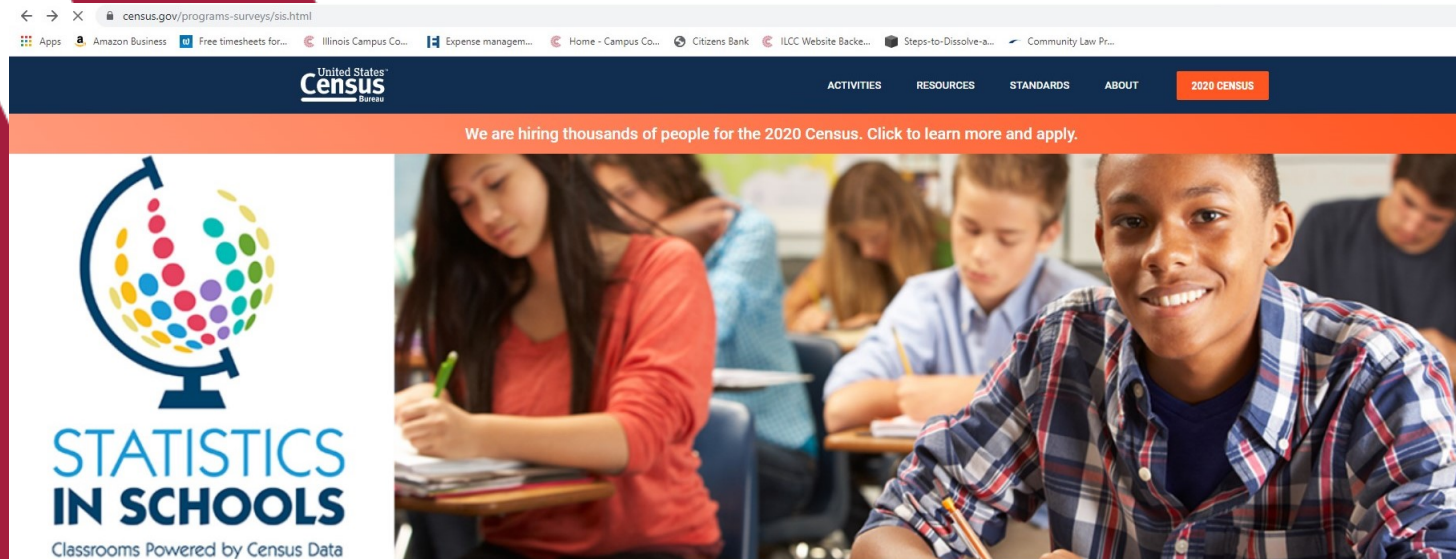 census.gov/programs-surveys/sis.html
Apps Amazon Business Free timesheets for... Illinois Campus Co... Expense managem... Home - Campus Co... Citizens Bank ILCC Website Backe... Steps-to-Dissolve-a... Community Law Pr...
United States™
Census
Bureau
ACTIVITIES RESOURCES STANDARDS ABOUT 2020 CENSUS
We are hiring thousands of people for the 2020 Census. Click to learn more and apply.
STATISTICS
IN SCHOOLS
Classrooms Powered by Census Data